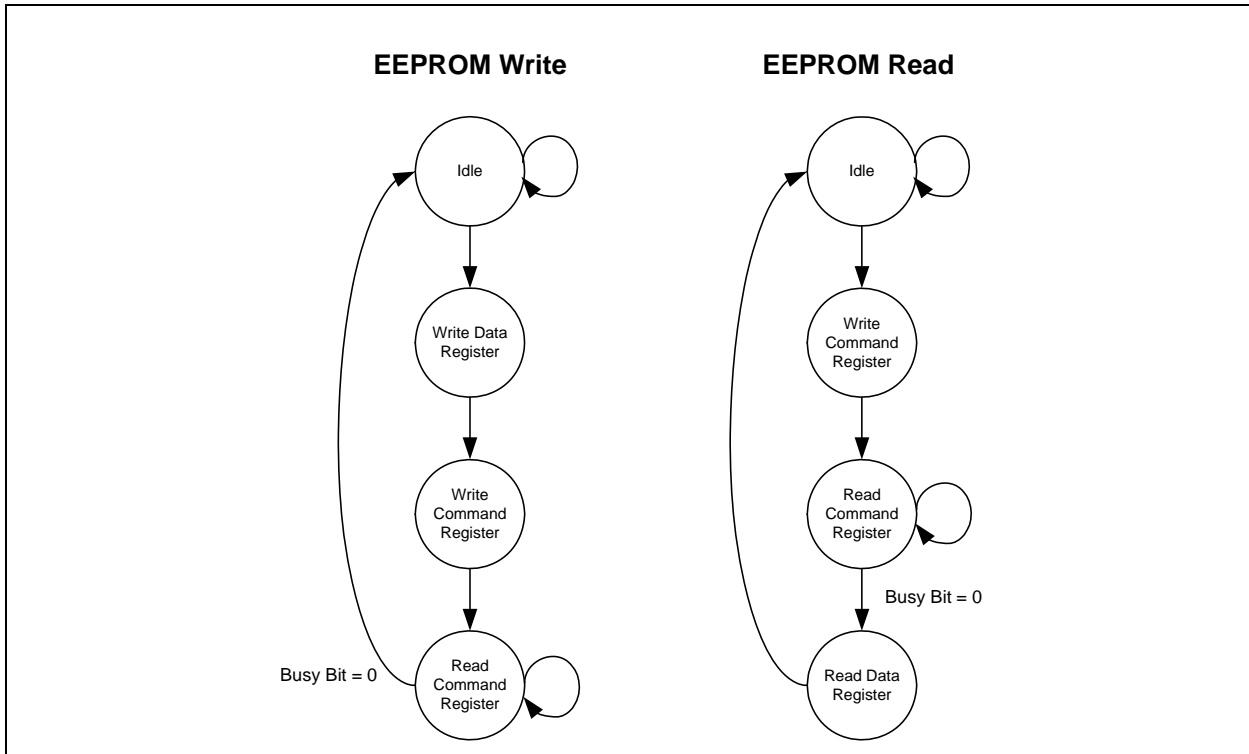 EEPROM Write
Idle
Write Data
Register
Write
Command
Register
Read
Command
Register
Busy Bit = 0
EEPROM Read
Idle
Write
Command
Register
Read
Command
Register
Busy Bit = 0
Read Data
Register